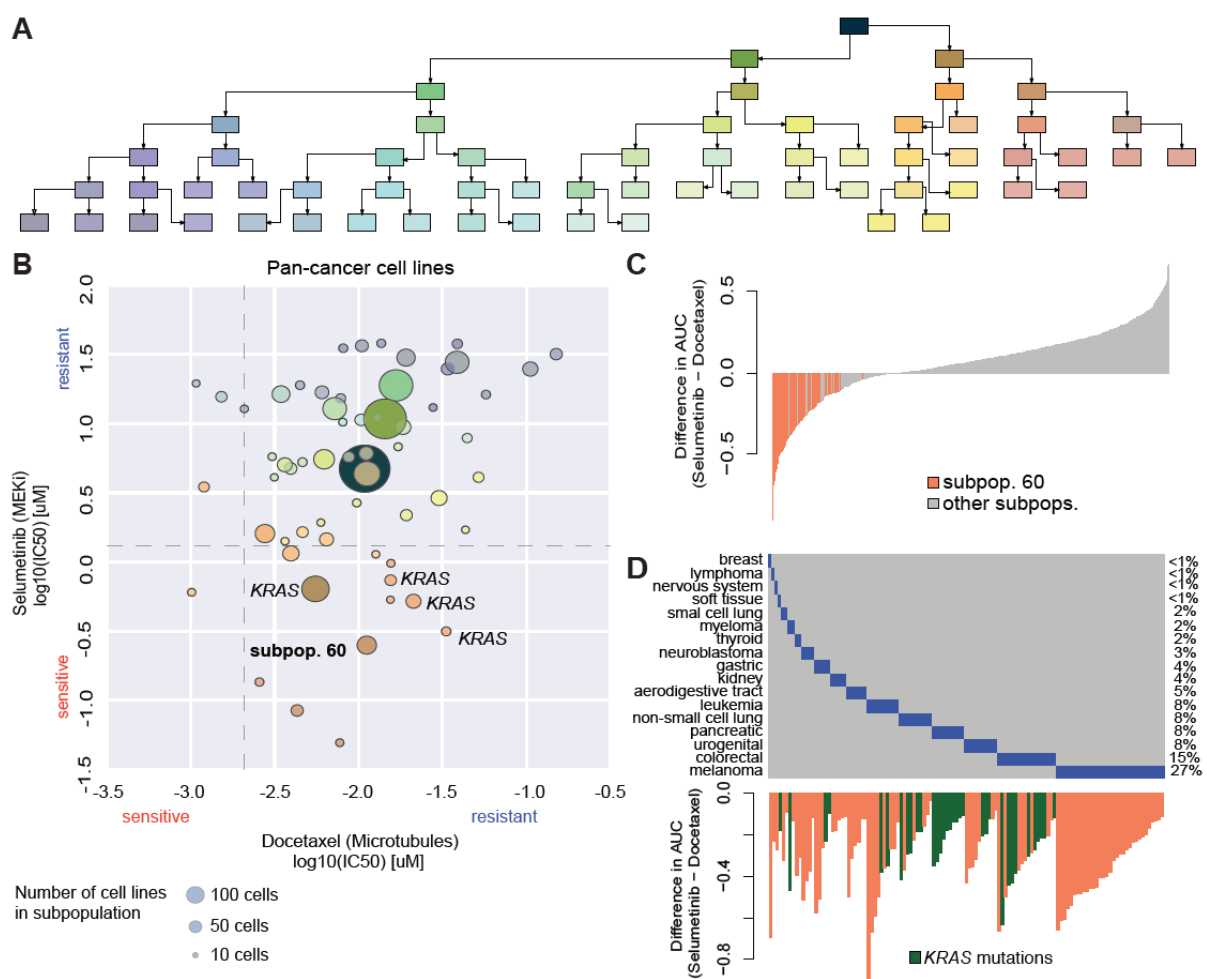 A
B
Pan-cancer cell lines
2.0
1.5
1.0
0.5
0.0
-0.5
-1.0
-1.5
resistant
sensitive
Selumetinib (MEKi)
log10(IC50) [uM]
KRAS
KRAS
KRAS
KRAS
subpop. 60
-3.5
-3.0
-2.5
-2.0
-1.5
-1.0
-0.5
sensitive
resistant
Docetaxel (Microtubules)
log10(IC50) [uM]
Number of cell lines
in subpopulation
100 cells
50 cells
10 cells
C
Difference in AUC
(Selumetinib − Docetaxel)
0.5
0.0
−0.5
subpop. 60
other subpops.
D
breast <1%
lymphoma <1%
nervous system <1%
soft tissue <1%
smal cell lung 2%
myeloma 2%
thyroid 2%
neuroblastoma 3%
gastric 4%
kidney 4%
aerodigestive tract 5%
leukemia 8%
non-small cell lung 8%
pancreatic 8%
urogenital 8%
colorectal 15%
melanoma 27%
Difference in AUC
(Selumetinib − Docetaxel)
0.0
−0.4
−0.8
KRAS mutations